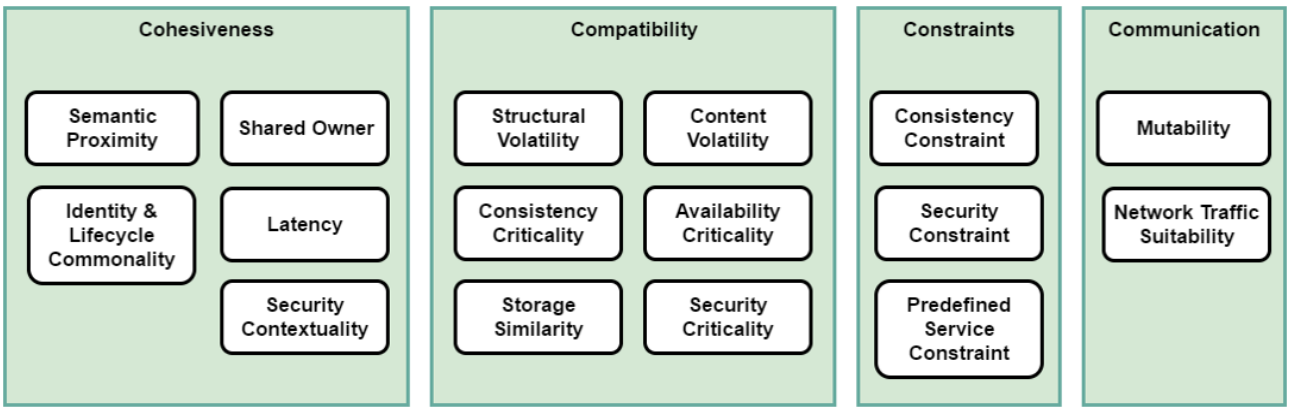 Cohesiveness
Semantic
Proximity
Shared Owner
Identity &
Lifecycle
Commonality
Latency
Security
Contextuality
Compatibility
Structural
Volatility
Content
Volatility
Consistency
Criticality
Availability
Criticality
Storage
Similarity
Security
Criticality
Constraints
Consistency
Constraint
Security
Constraint
Predefined
Service
Constraint
Communication
Mutability
Network Traffic
Suitability